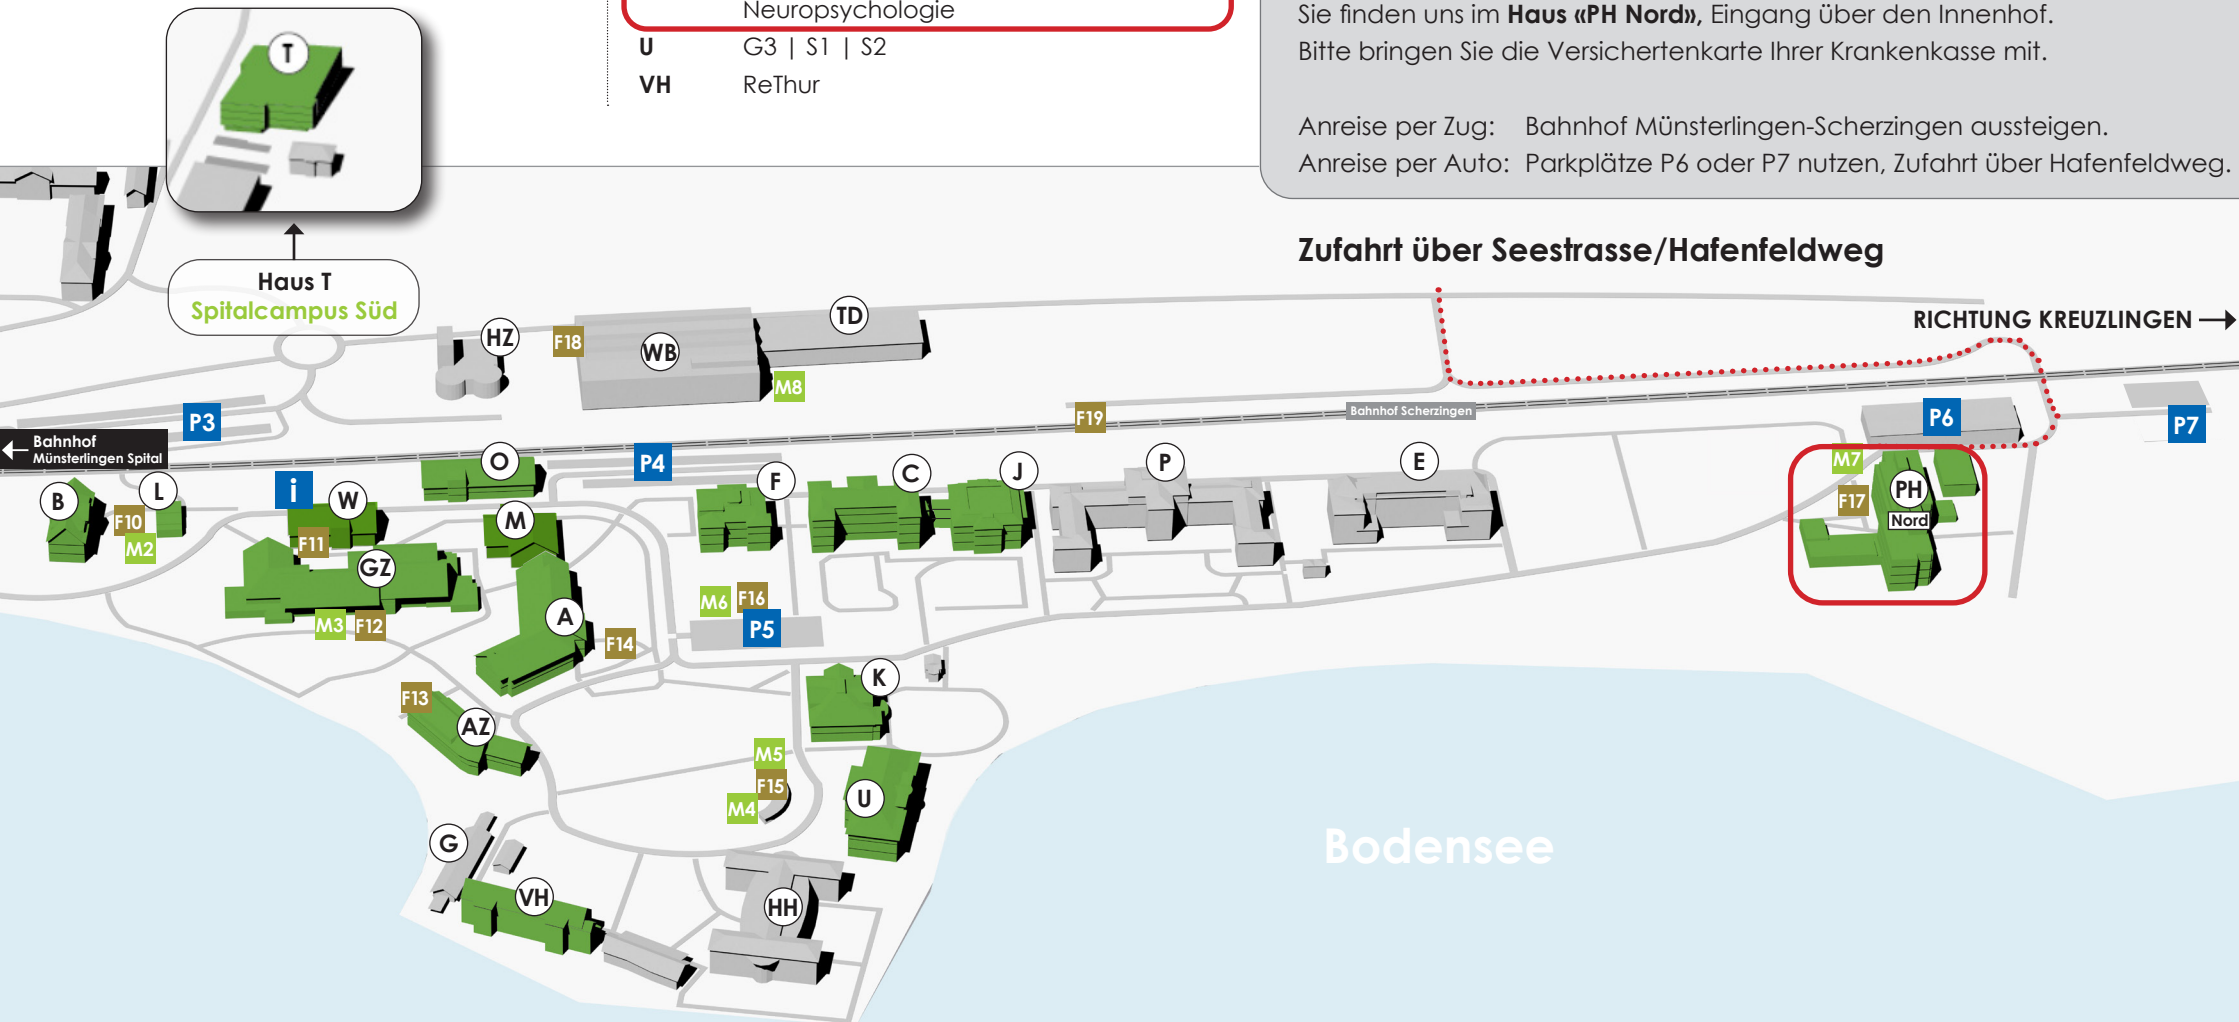 Neuropsychologie
U G3 | S1 | S2
VH ReThur
Sie finden uns im Haus «PH Nord», Eingang über den Innenhof.
Bitte bringen Sie die Versichertenkarte Ihrer Krankenkasse mit.
Anreise per Zug: Bahnhof Münsterlingen-Scherzingen aussteigen.
Anreise per Auto: Parkplätze P6 oder P7 nutzen, Zufahrt über Hafenfeldweg.
T
Haus T
Spitalcampus Süd
Zufahrt über Seestrasse/Hafenfeldweg
RICHTUNG KREUZLINGEN
HZ
F18
WB
TD
M8
P3
F19
Bahnhof Scherzingen
P6
P7
Bahnhof
Münsterlingen Spital
O
P4
F
C
J
P
E
M7
PH
Nord
F17
B
L
i
W
F10
M2
M
F11
GZ
M3
F12
A
F14
M6
F16
P5
F13
AZ
K
M5
F15
M4
U
G
VH
HH
Bodensee